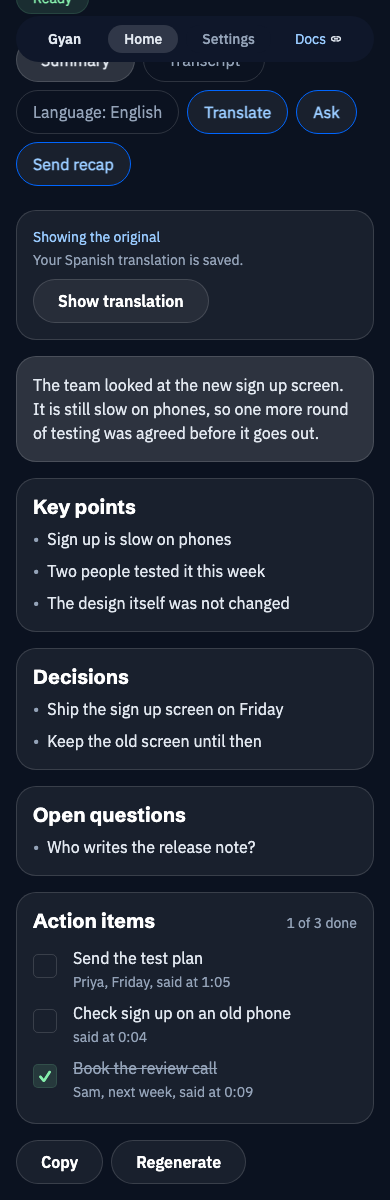 Ready
Gyan
Home
Settings
Docs
Summary
Transcript
Language: English
Translate
Ask
Send recap
Showing the original
Your Spanish translation is saved.
Show translation
The team looked at the new sign up screen.
It is still slow on phones, so one more round
of testing was agreed before it goes out.
Key points
• Sign up is slow on phones
• Two people tested it this week
• The design itself was not changed
Decisions
• Ship the sign up screen on Friday
• Keep the old screen until then
Open questions
• Who writes the release note?
Action items
1 of 3 done
Send the test plan
Priya, Friday, said at 1:05
Check sign up on an old phone
said at 0:04
Book the review call
Sam, next week, said at 0:09
Copy
Regenerate